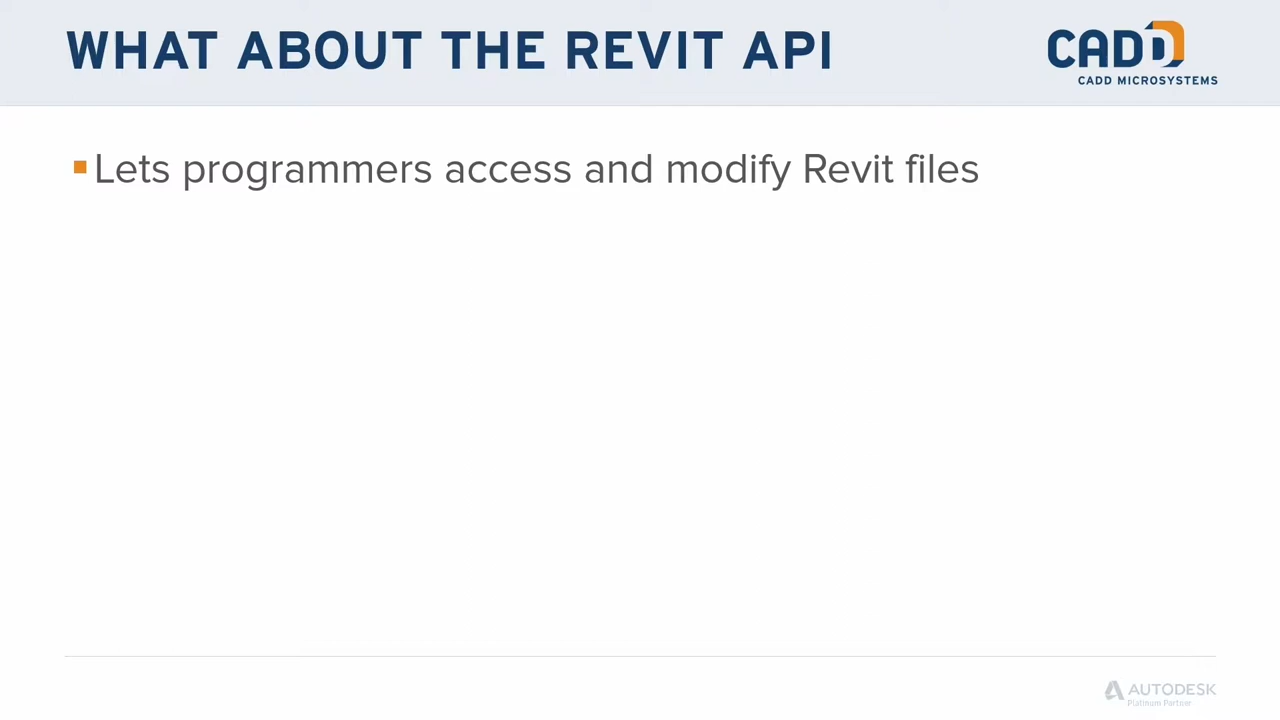 WHAT ABOUT THE REVIT API
CADD
CADD MICROSYSTEMS
Lets programmers access and modify Revit files
AUTODESK
Platinum Partner